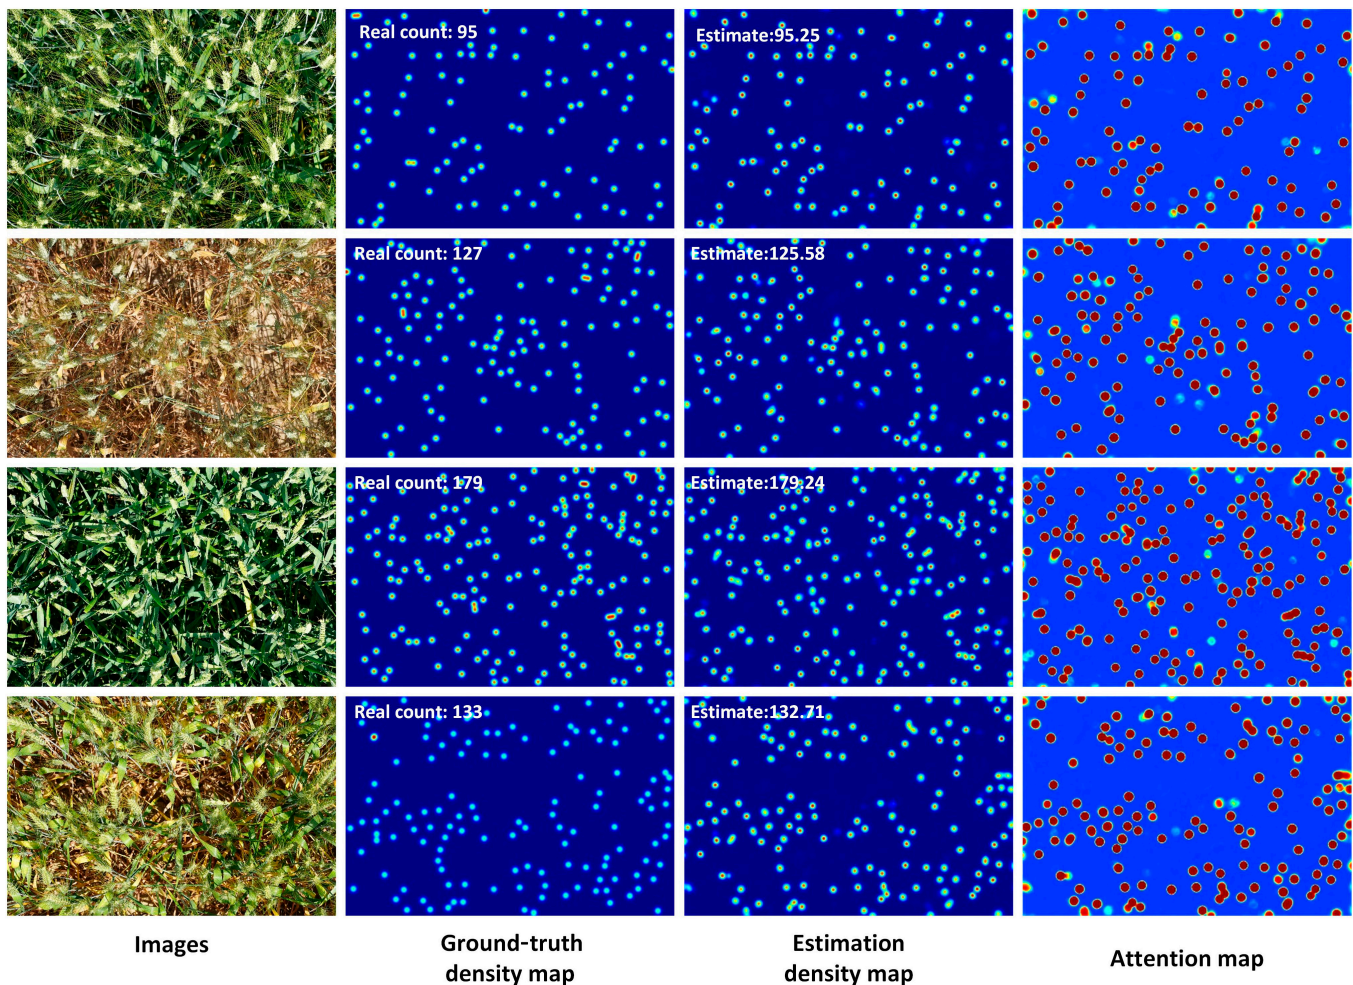 Real count: 95
Estimate:95.25
Real count: 127
Estimate:125.58
Real count: 179
Estimate:179.24
Real count: 133
Estimate:132.71
Images
Ground-truth
density map
Estimation
density map
Attention map